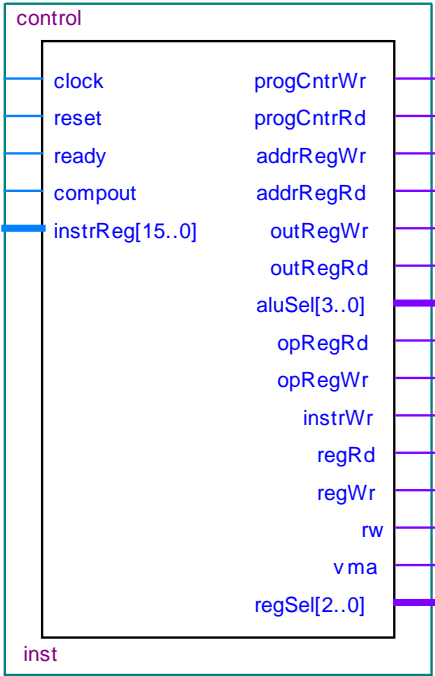 control
clock progCntrWr
reset progCntrRd
ready addrRegWr
compout addrRegRd
instrReg[15..0] outRegWr
outRegRd
aluSel[3..0]
opRegRd
opRegWr
instrWr
regRd
regWr
rw
vma
regSel[2..0]
inst